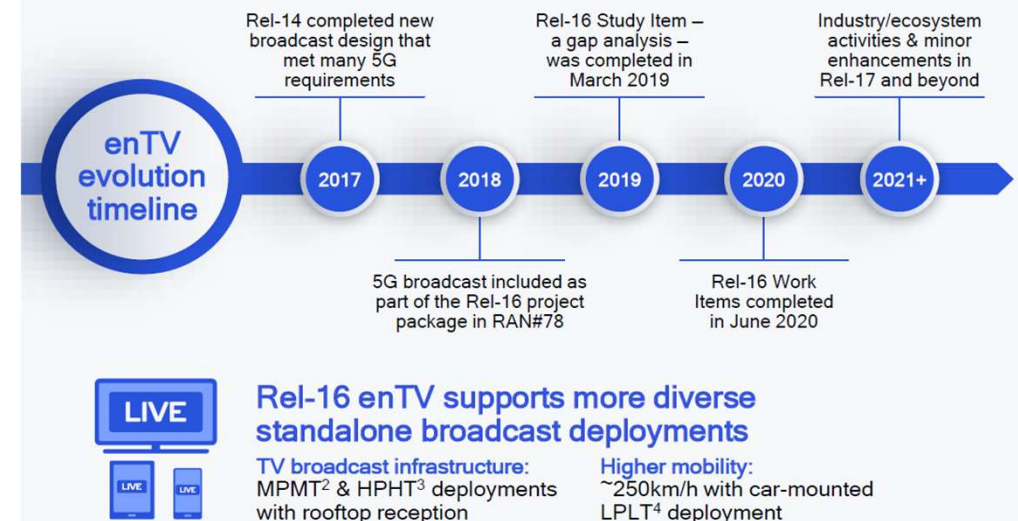 Rel-14 completed new
broadcast design that
met many 5G
requirements
Rel-16 Study Item –
a gap analysis –
was completed in
March 2019
Industry/ecosystem
activities & minor
enhancements in
Rel-17 and beyond
enTV
evolution
timeline
2017
2018
2019
2020
2021+
5G broadcast included as
part of the Rel-16 project
package in RAN#78
Rel-16 Work
Items completed
in June 2020
LIVE
LIVE
LIVE
Rel-16 enTV supports more diverse
standalone broadcast deployments
TV broadcast infrastructure:
MPMT² & HPHT³ deployments
with rooftop reception
Higher mobility:
~250km/h with car-mounted
LPLT⁴ deployment